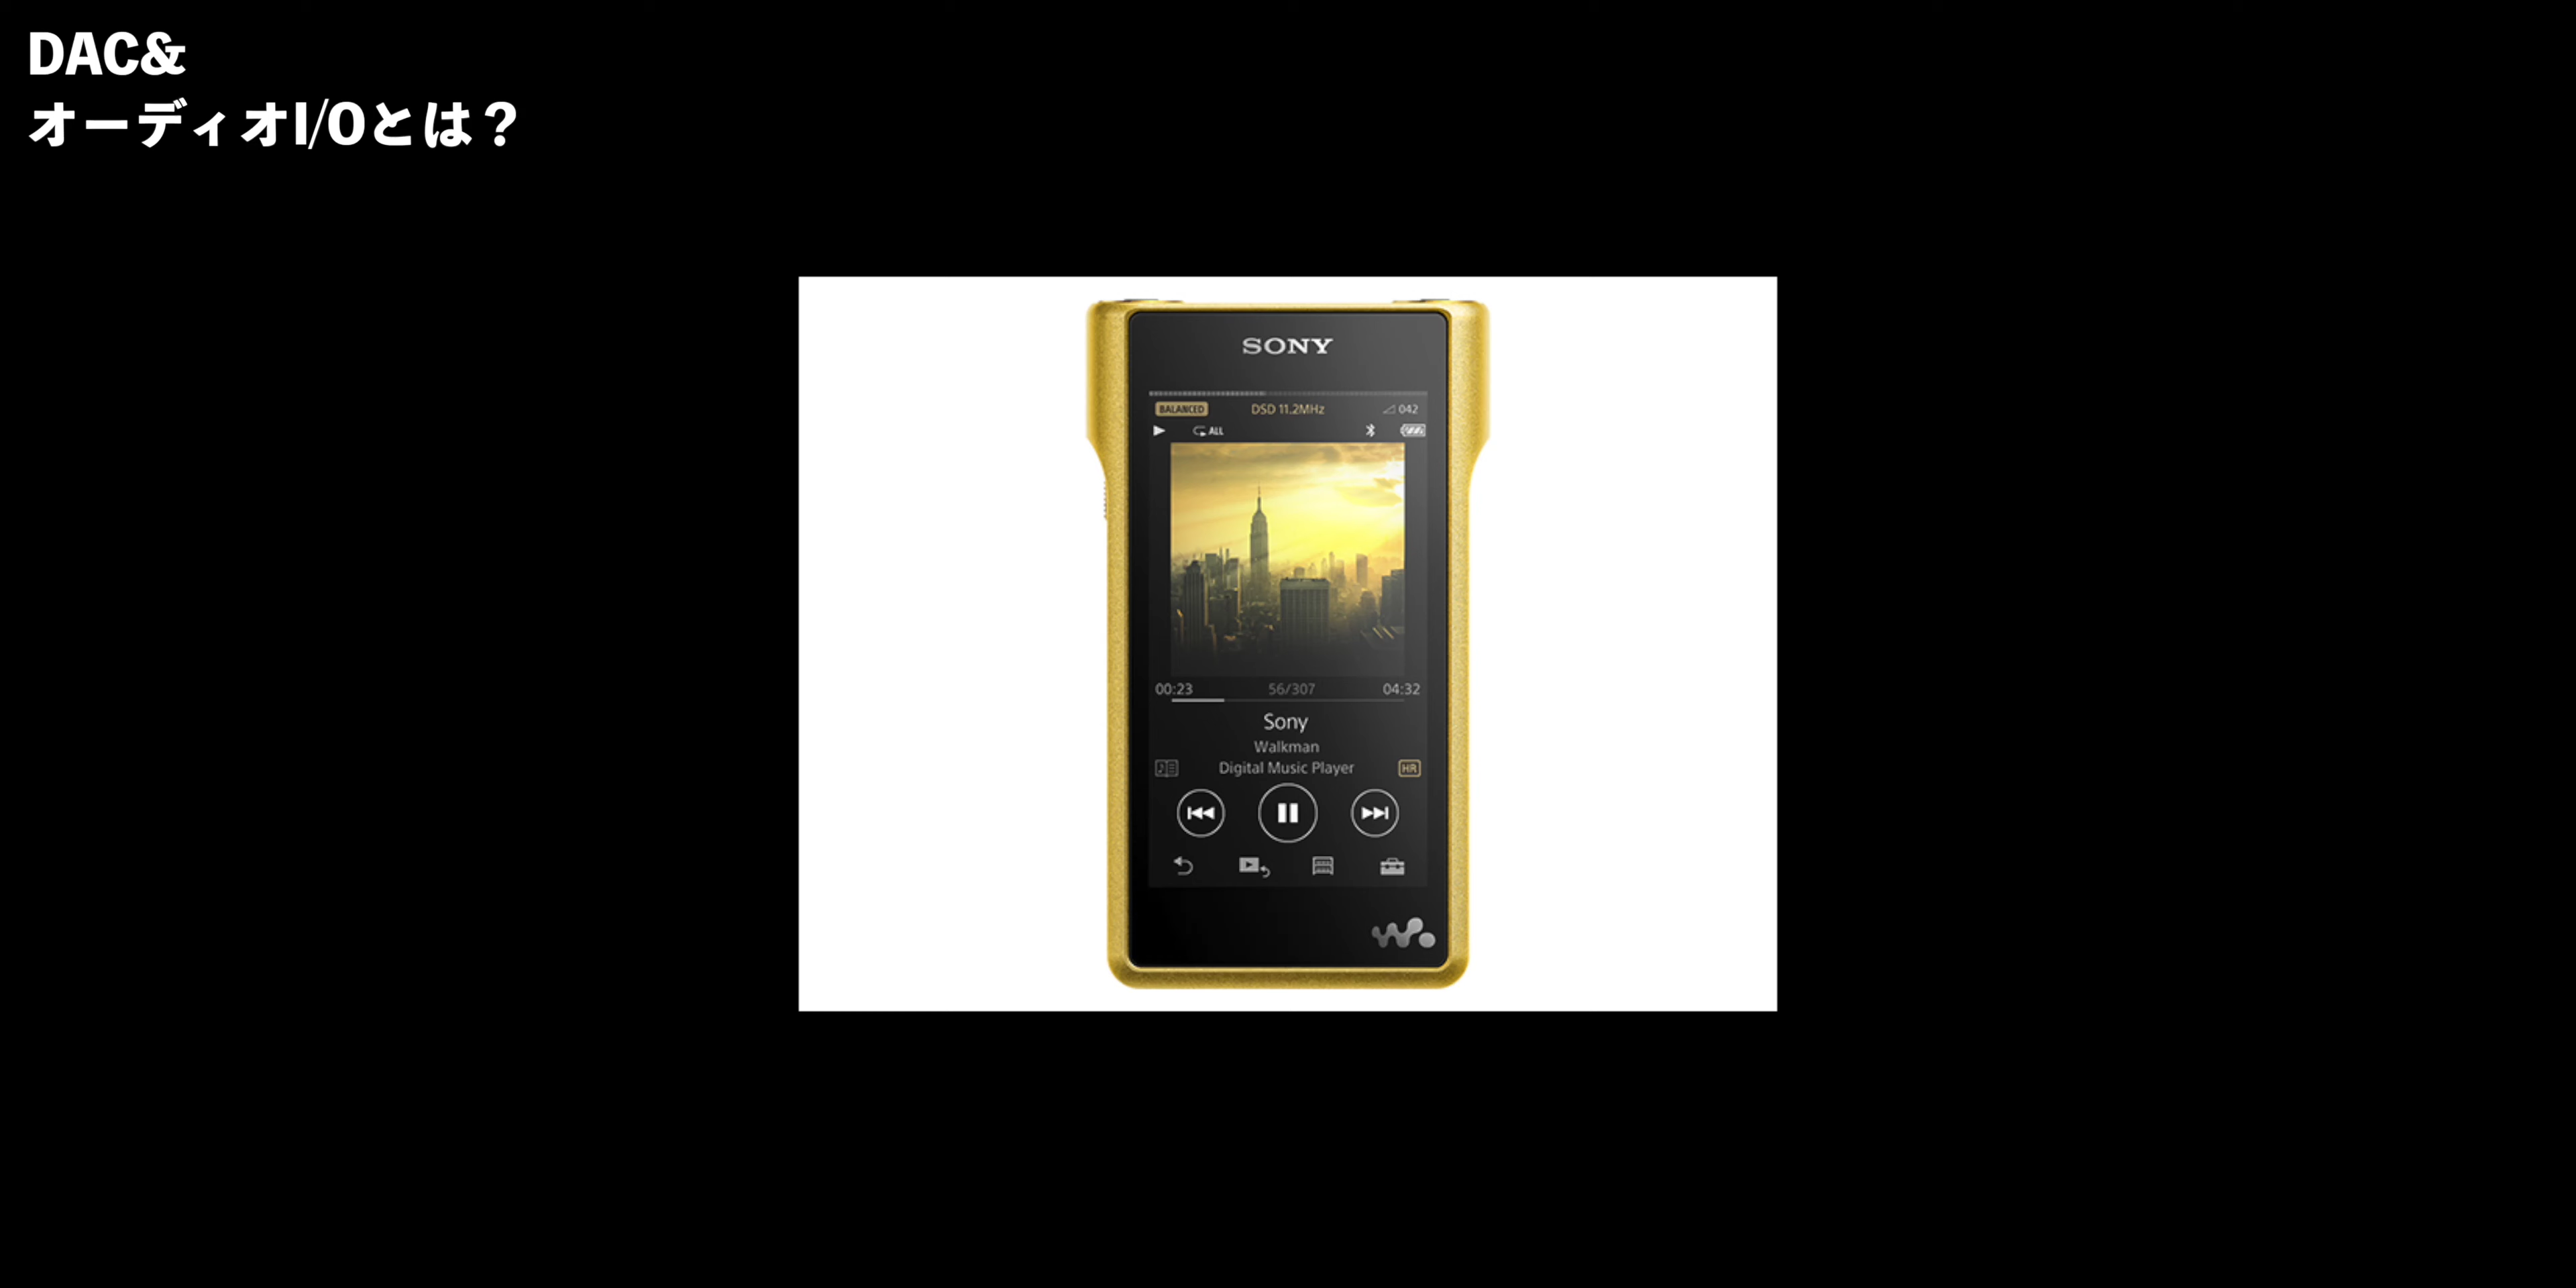 DAC&
オーディオI/Oとは？
SONY
BALANCED DSD 11.2MHz 042
ALL
00:23 56/307 04:32
Sony
Walkman
Digital Music Player HR